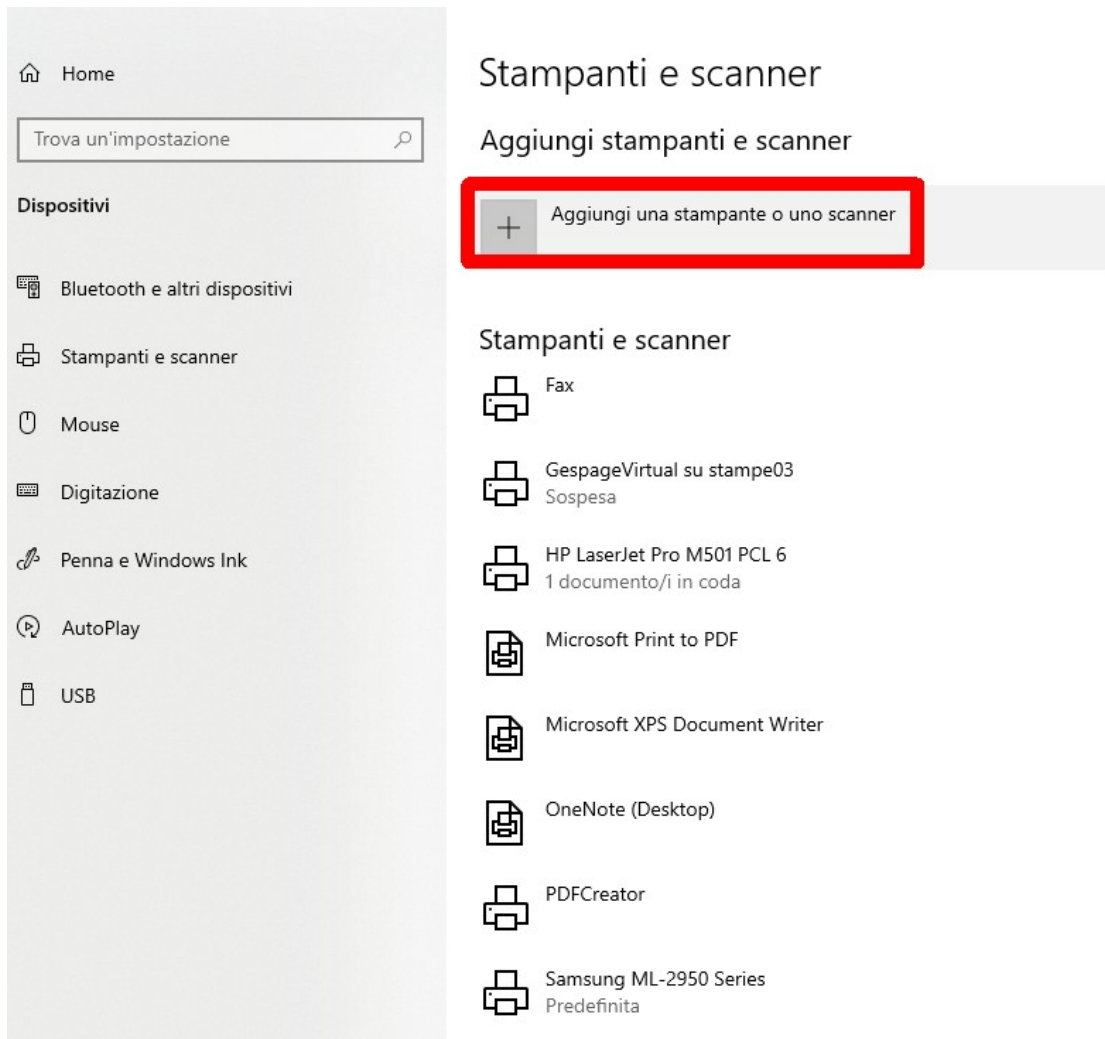 Home
Trova un'impostazione
Dispositivi
Bluetooth e altri dispositivi
Stampanti e scanner
Mouse
Digitazione
Penna e Windows Ink
AutoPlay
USB
Stampanti e scanner
Aggiungi stampanti e scanner
Aggiungi una stampante o uno scanner
Stampanti e scanner
Fax
GespageVirtual su stampe03
Sospesa
HP LaserJet Pro M501 PCL 6
1 documento/i in coda
Microsoft Print to PDF
Microsoft XPS Document Writer
OneNote (Desktop)
PDFCreator
Samsung ML-2950 Series
Predefinita